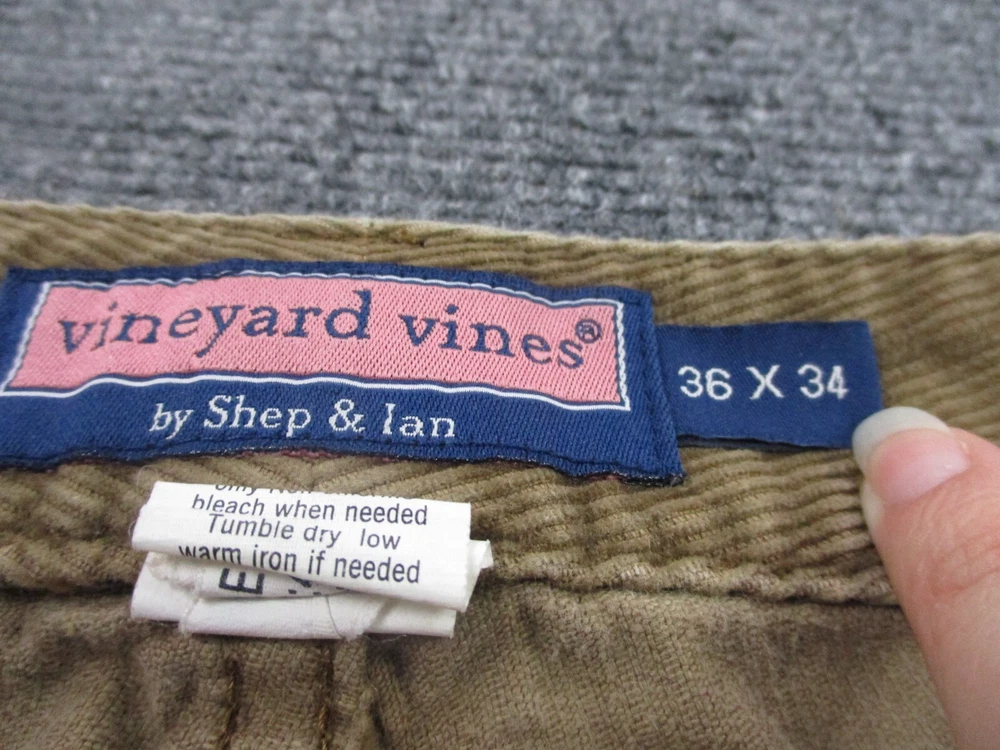 vineyard vines®
by Shep & Ian
36 X 34
bleach when needed
Tumble dry low
warm iron if needed